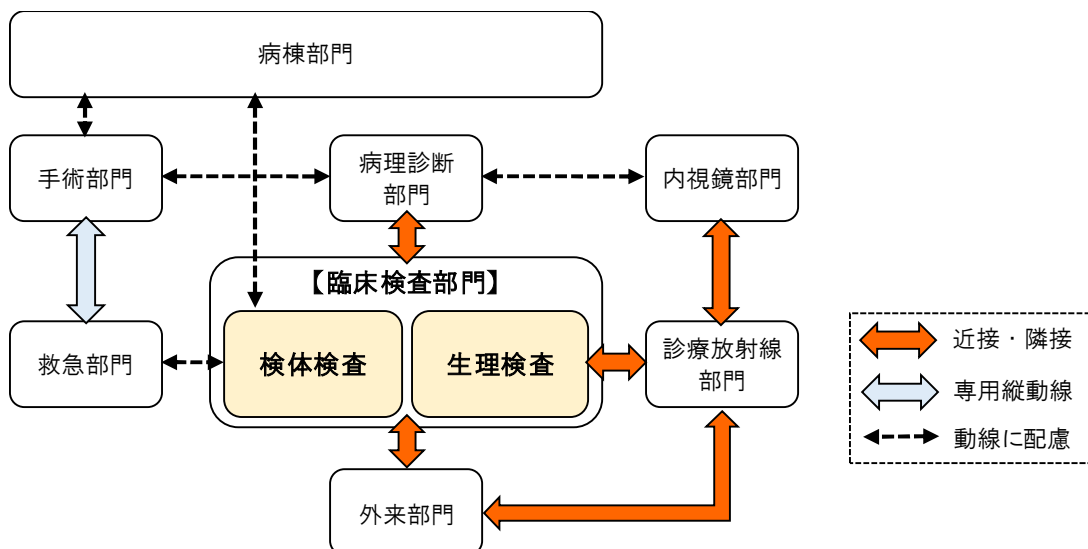 病棟部門
手術部門
病理診断
部門
内視鏡部門
【臨床検査部門】
救急部門
検体検査
生理検査
診療放射線
部門
外来部門
近接・隣接
専用縦動線
動線に配慮